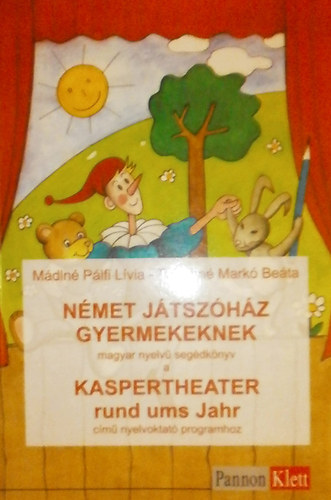 Mádiné Pálfi Lívia - né Markó Beáta
NÉMET JÁTSZÓHÁZ
GYERMEKEKNEK
magyar nyelvű segédkönyv
a
KASPERTHEATER
rund ums Jahr
című nyelvoktató programhoz
Pannon Klett